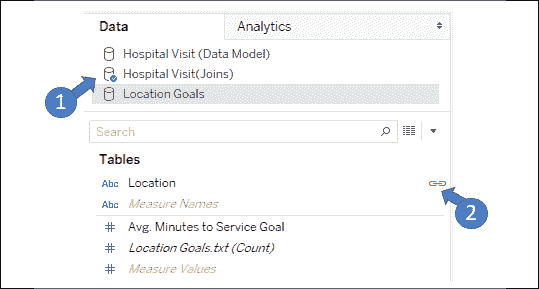 Data Analytics
Hospital Visit (Data Model)
Hospital Visit(Joins)
1
Location Goals
Search
Tables
Abc Location
2
Abc Measure Names
# Avg. Minutes to Service Goal
# Location Goals.txt (Count)
# Measure Values